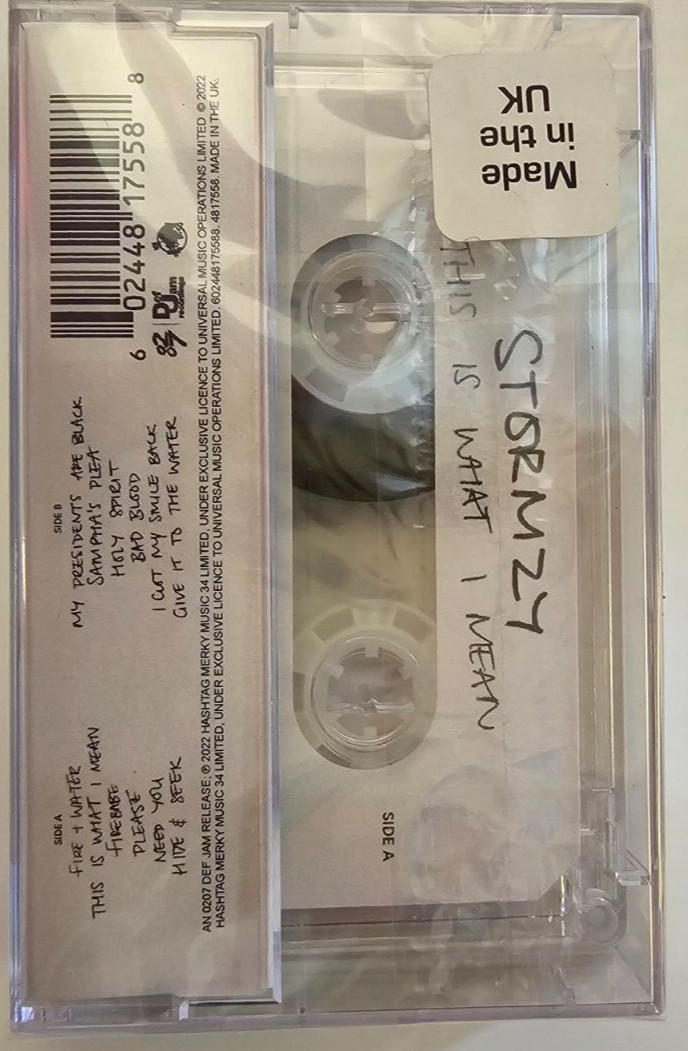 SIDE A
FIRE + WATER
THIS IS WHAT I MEAN
FIREBABE
PLEASE
NEED YOU
HIDE & SEEK
SIDE B
MY PRESIDENTS ARE BLACK
SAMPHA'S PLEA
HOLY SPIRIT
BAD BLOOD
I GOT MY SMILE BACK
GIVE IT TO THE WATER
6 02448 17558 8
Def Jam
recordings
AN 0207 DEF JAM RELEASE; ℗ 2022 HASHTAG MERKY MUSIC 34 LIMITED, UNDER EXCLUSIVE LICENCE TO UNIVERSAL MUSIC OPERATIONS LIMITED © 2022
HASHTAG MERKY MUSIC 34 LIMITED, UNDER EXCLUSIVE LICENCE TO UNIVERSAL MUSIC OPERATIONS LIMITED. 602448175588. 4817558. MADE IN THE UK.
Made
in the
UK
STORMZY
THIS IS WHAT I MEAN
SIDE A